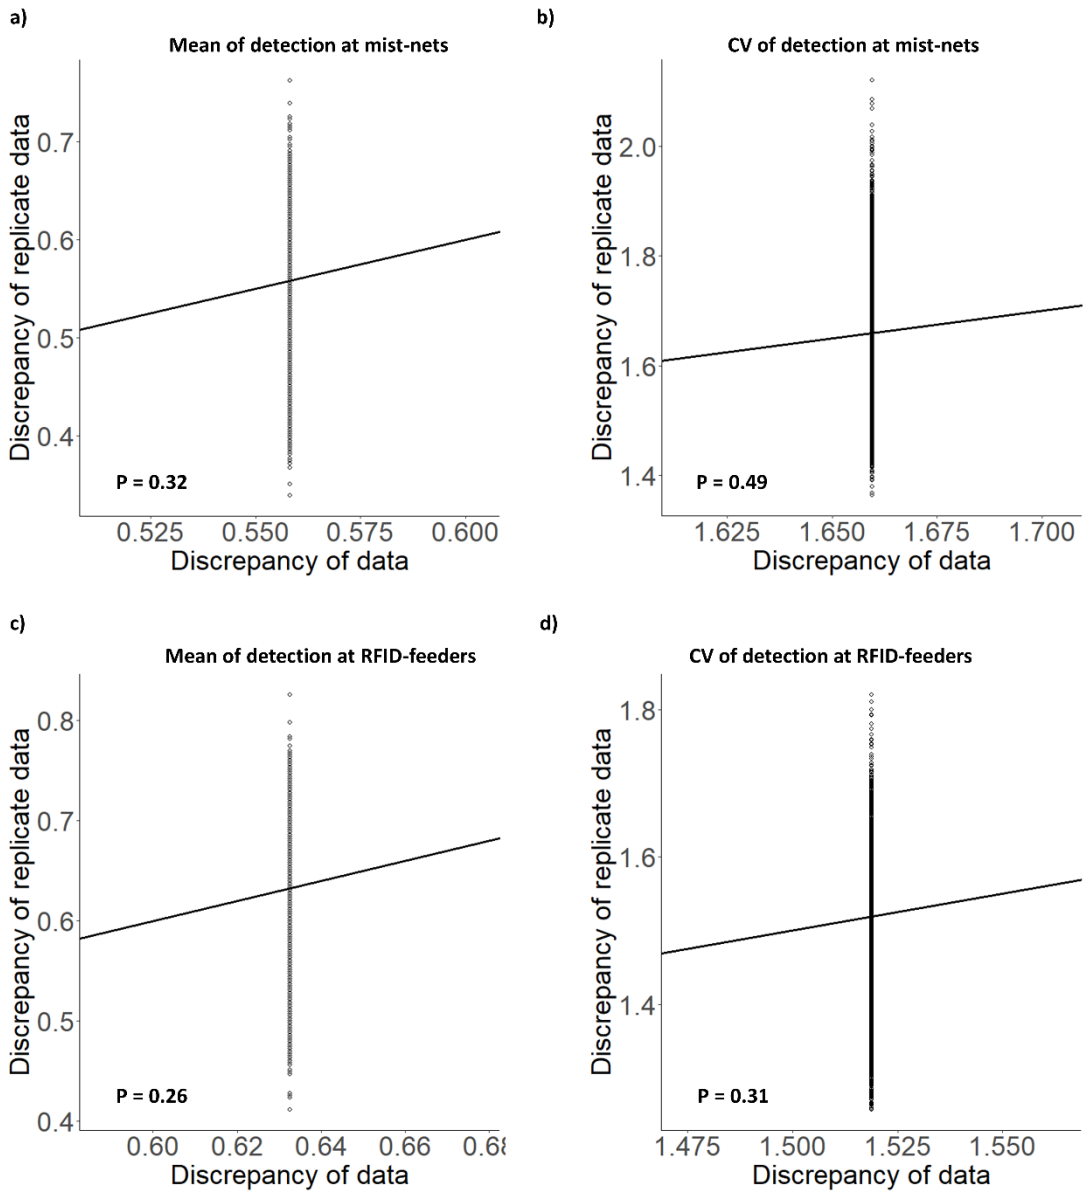 a)
Mean of detection at mist-nets
Discrepancy of replicate data
0.7
0.6
0.5
0.4
P = 0.32
0.525 0.550 0.575 0.600
Discrepancy of data
b)
CV of detection at mist-nets
Discrepancy of replicate data
2.0
1.8
1.6
1.4
P = 0.49
1.625 1.650 1.675 1.700
Discrepancy of data
c)
Mean of detection at RFID-feeders
Discrepancy of replicate data
0.8
0.7
0.6
0.5
0.4
P = 0.26
0.60 0.62 0.64 0.66
Discrepancy of data
d)
CV of detection at RFID-feeders
Discrepancy of replicate data
1.8
1.6
1.4
P = 0.31
1.475 1.500 1.525 1.550
Discrepancy of data